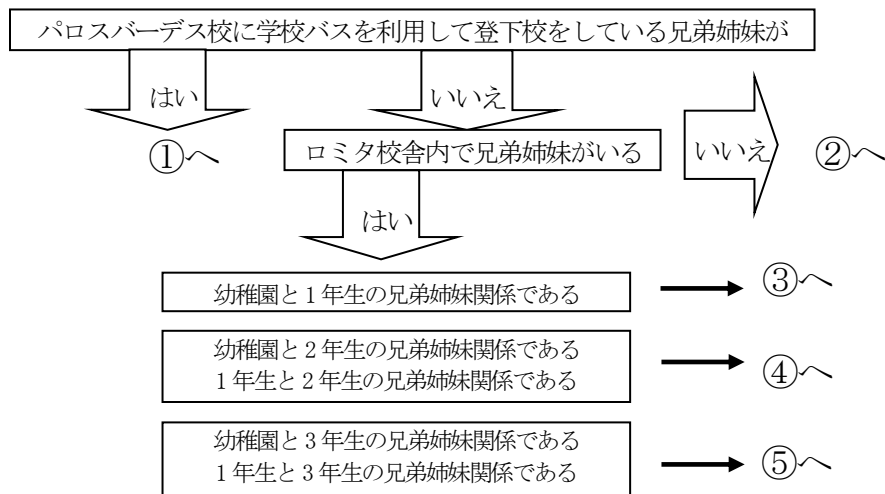 パロスバーデス校に学校バスを利用して登下校をしている兄弟姉妹が
はい
いいえ
①へ
ロミタ校舎内で兄弟姉妹がいる
いいえ
②へ
はい
幼稚園と１年生の兄弟姉妹関係である
③へ
幼稚園と２年生の兄弟姉妹関係である
１年生と２年生の兄弟姉妹関係である
④へ
幼稚園と３年生の兄弟姉妹関係である
１年生と３年生の兄弟姉妹関係である
⑤へ